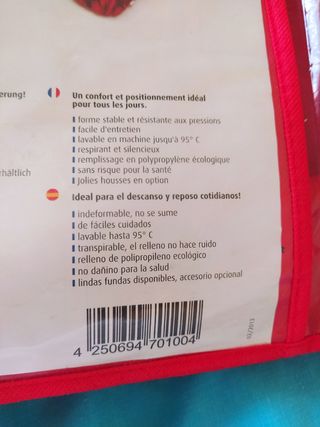 erung!
Un confort et positionnement idéal
pour tous les jours.
forme stable et résistante aux pressions
facile d'entretien
lavable en machine jusqu'à 95° C
respirant et silencieux
remplissage en polypropylène écologique
sans risque pour la santé
jolies housses en option
rhältlich
¡Ideal para el descanso y reposo cotidianos!
indeformable, no se sume
de fáciles cuidados
lavable hasta 95° C
transpirable, el relleno no hace ruido
relleno de polipropileno ecológico
no dañino para la salud
lindas fundas disponibles, accesorio opcional
4 250694 701004